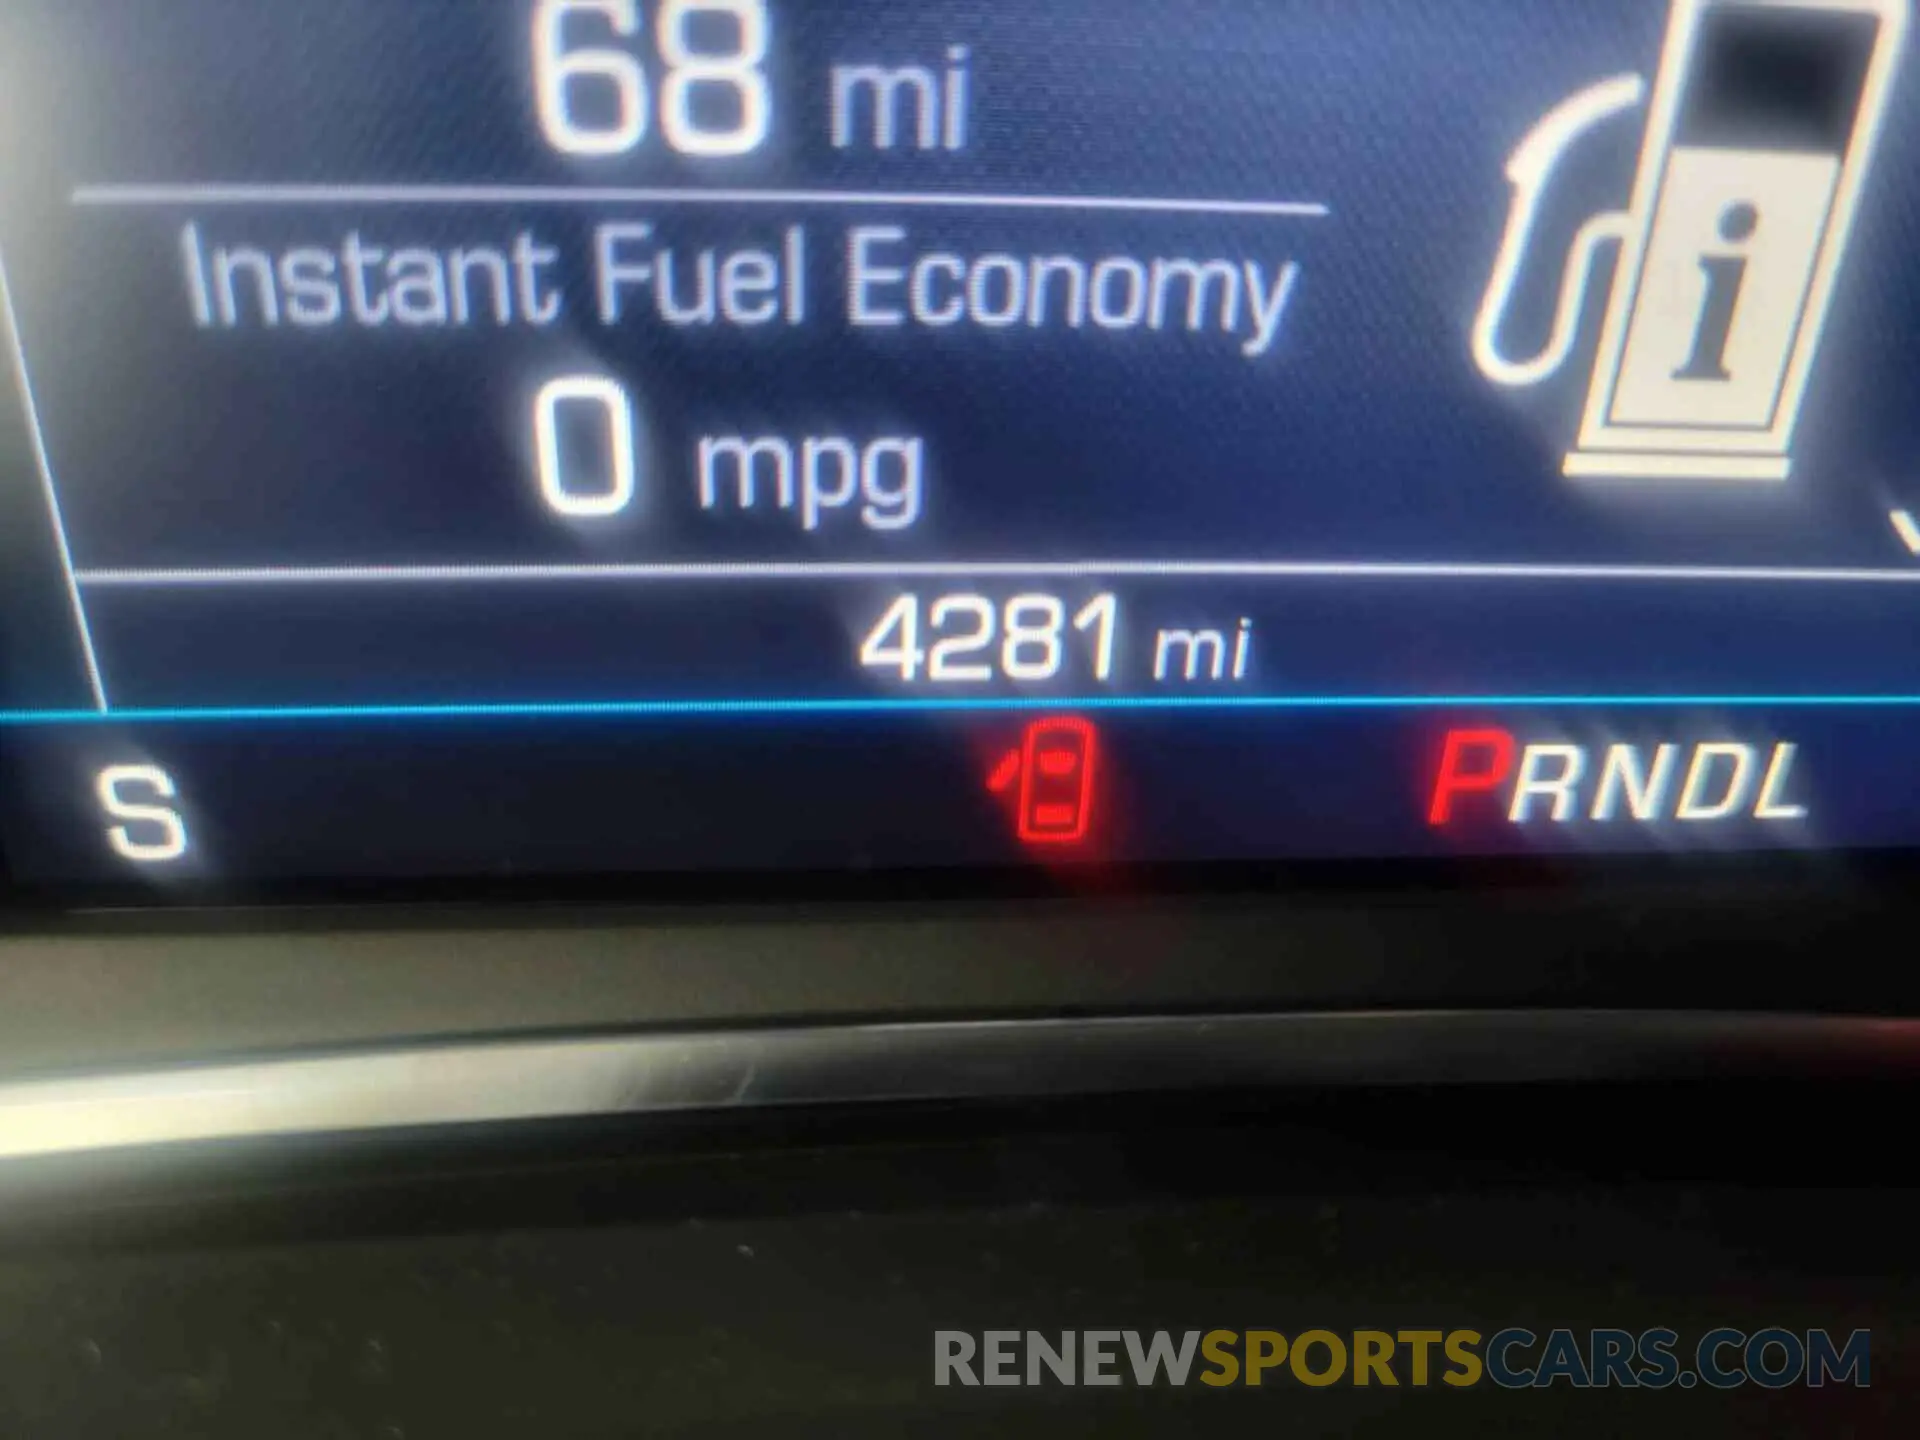 68 mi
Instant Fuel Economy
0 mpg
i
4281 mi
S
PRNDL
RENEWSPORTSCARS.COM